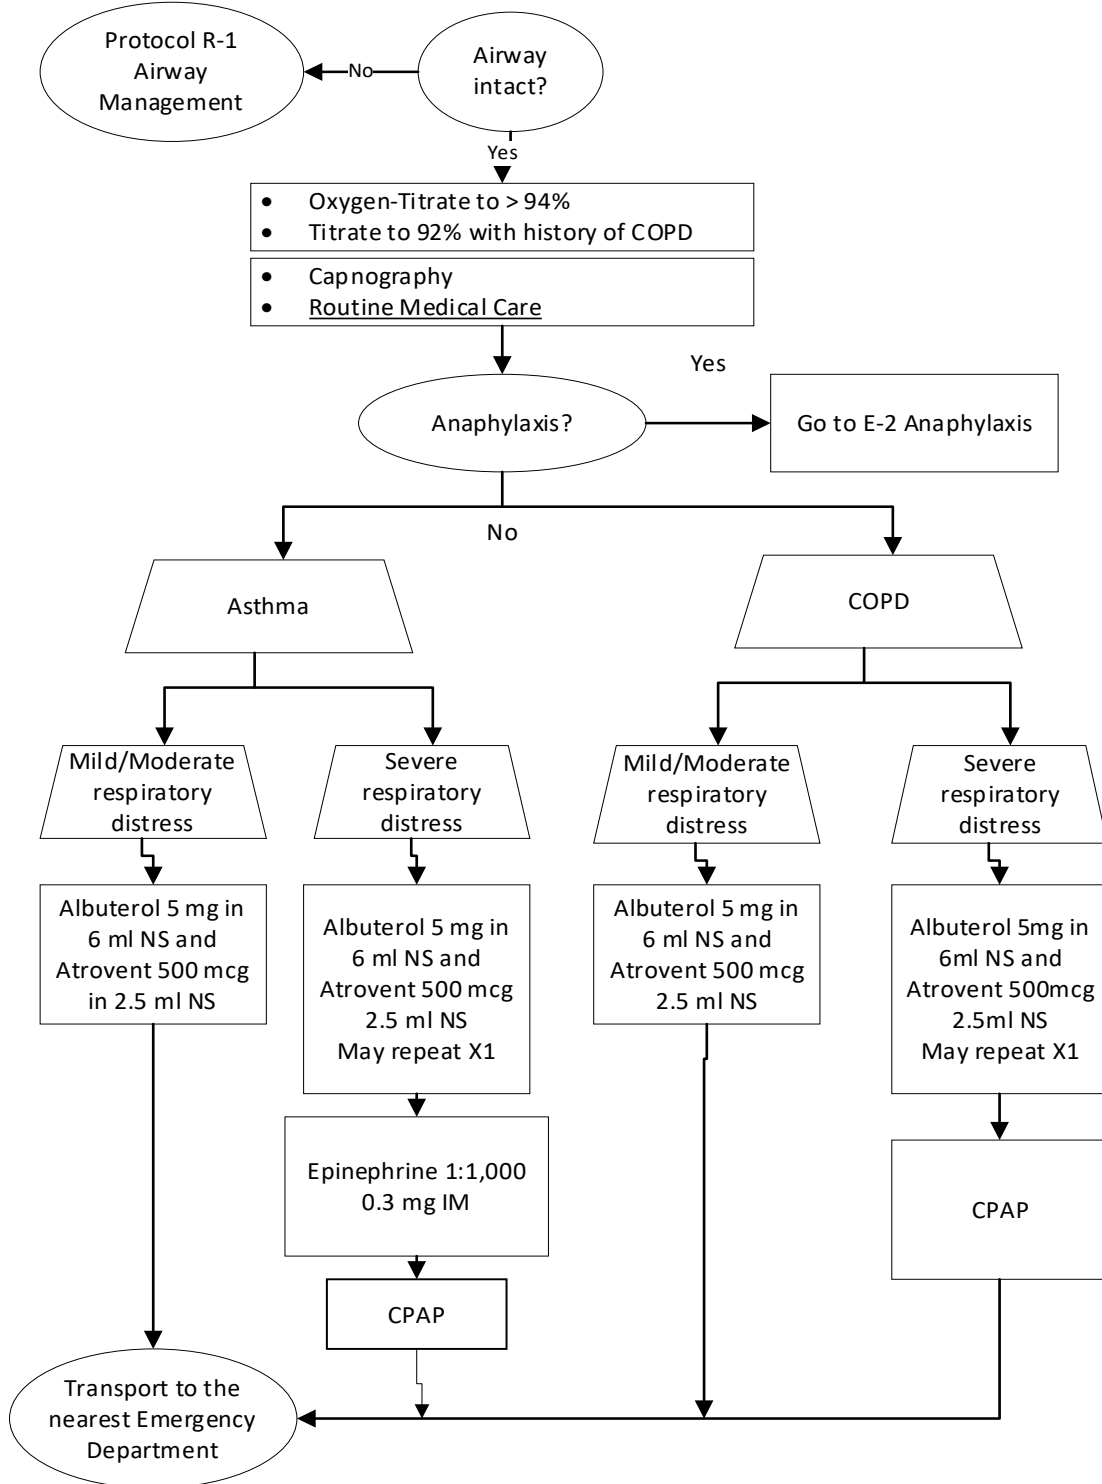 Protocol R-1
Airway
Management
No
Airway
intact?
Yes
• Oxygen-Titrate to > 94%
• Titrate to 92% with history of COPD
• Capnography
• Routine Medical Care
Anaphylaxis?
Yes
Go to E-2 Anaphylaxis
No
Asthma
COPD
Mild/Moderate
respiratory
distress
Severe
respiratory
distress
Mild/Moderate
respiratory
distress
Severe
respiratory
distress
Albuterol 5 mg in
6 ml NS and
Atrovent 500 mcg
in 2.5 ml NS
Albuterol 5 mg in
6 ml NS and
Atrovent 500 mcg
2.5 ml NS
May repeat X1
Albuterol 5 mg in
6 ml NS and
Atrovent 500 mcg
2.5 ml NS
Albuterol 5mg in
6ml NS and
Atrovent 500mcg
2.5ml NS
May repeat X1
Epinephrine 1:1,000
0.3 mg IM
CPAP
CPAP
Transport to the
nearest Emergency
Department